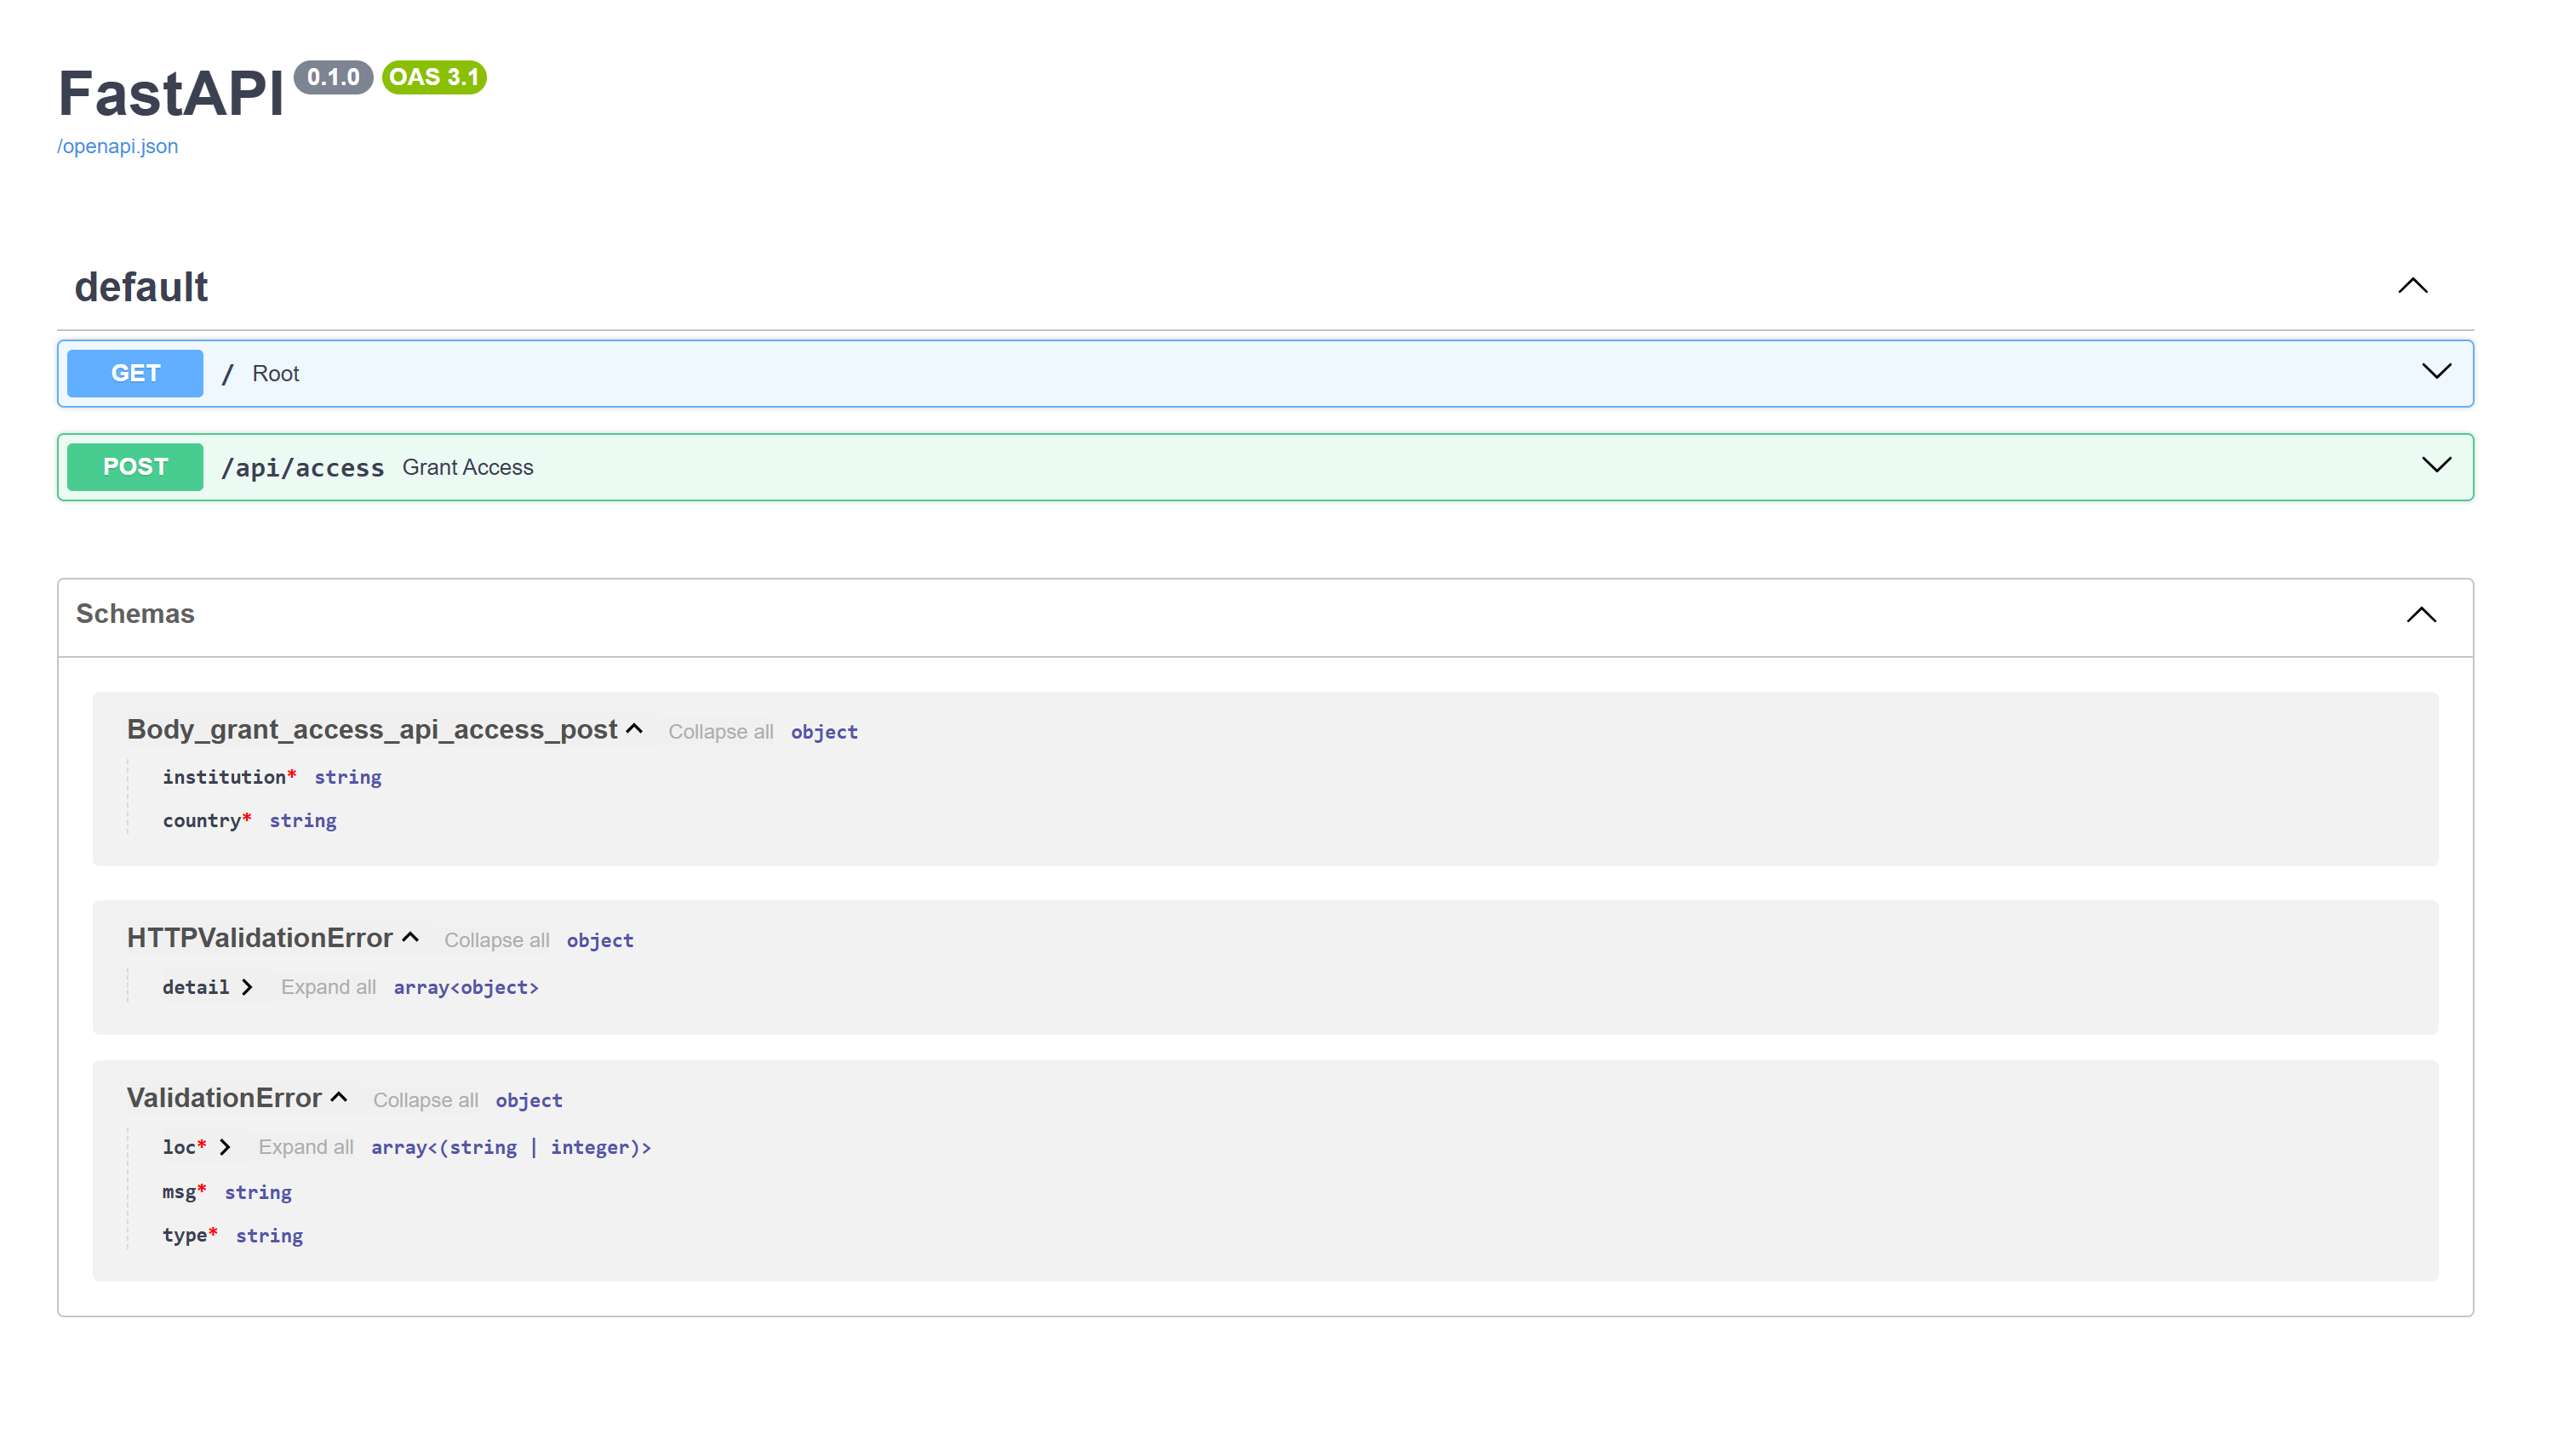 FastAPI 0.1.0 OAS 3.1
/openapi.json
default
GET / Root
POST /api/access Grant Access
Schemas
Body_grant_access_api_access_post Collapse all object
institution* string
country* string
HTTPValidationError Collapse all object
detail Expand all array<object>
ValidationError Collapse all object
loc* Expand all array<(string | integer)>
msg* string
type* string